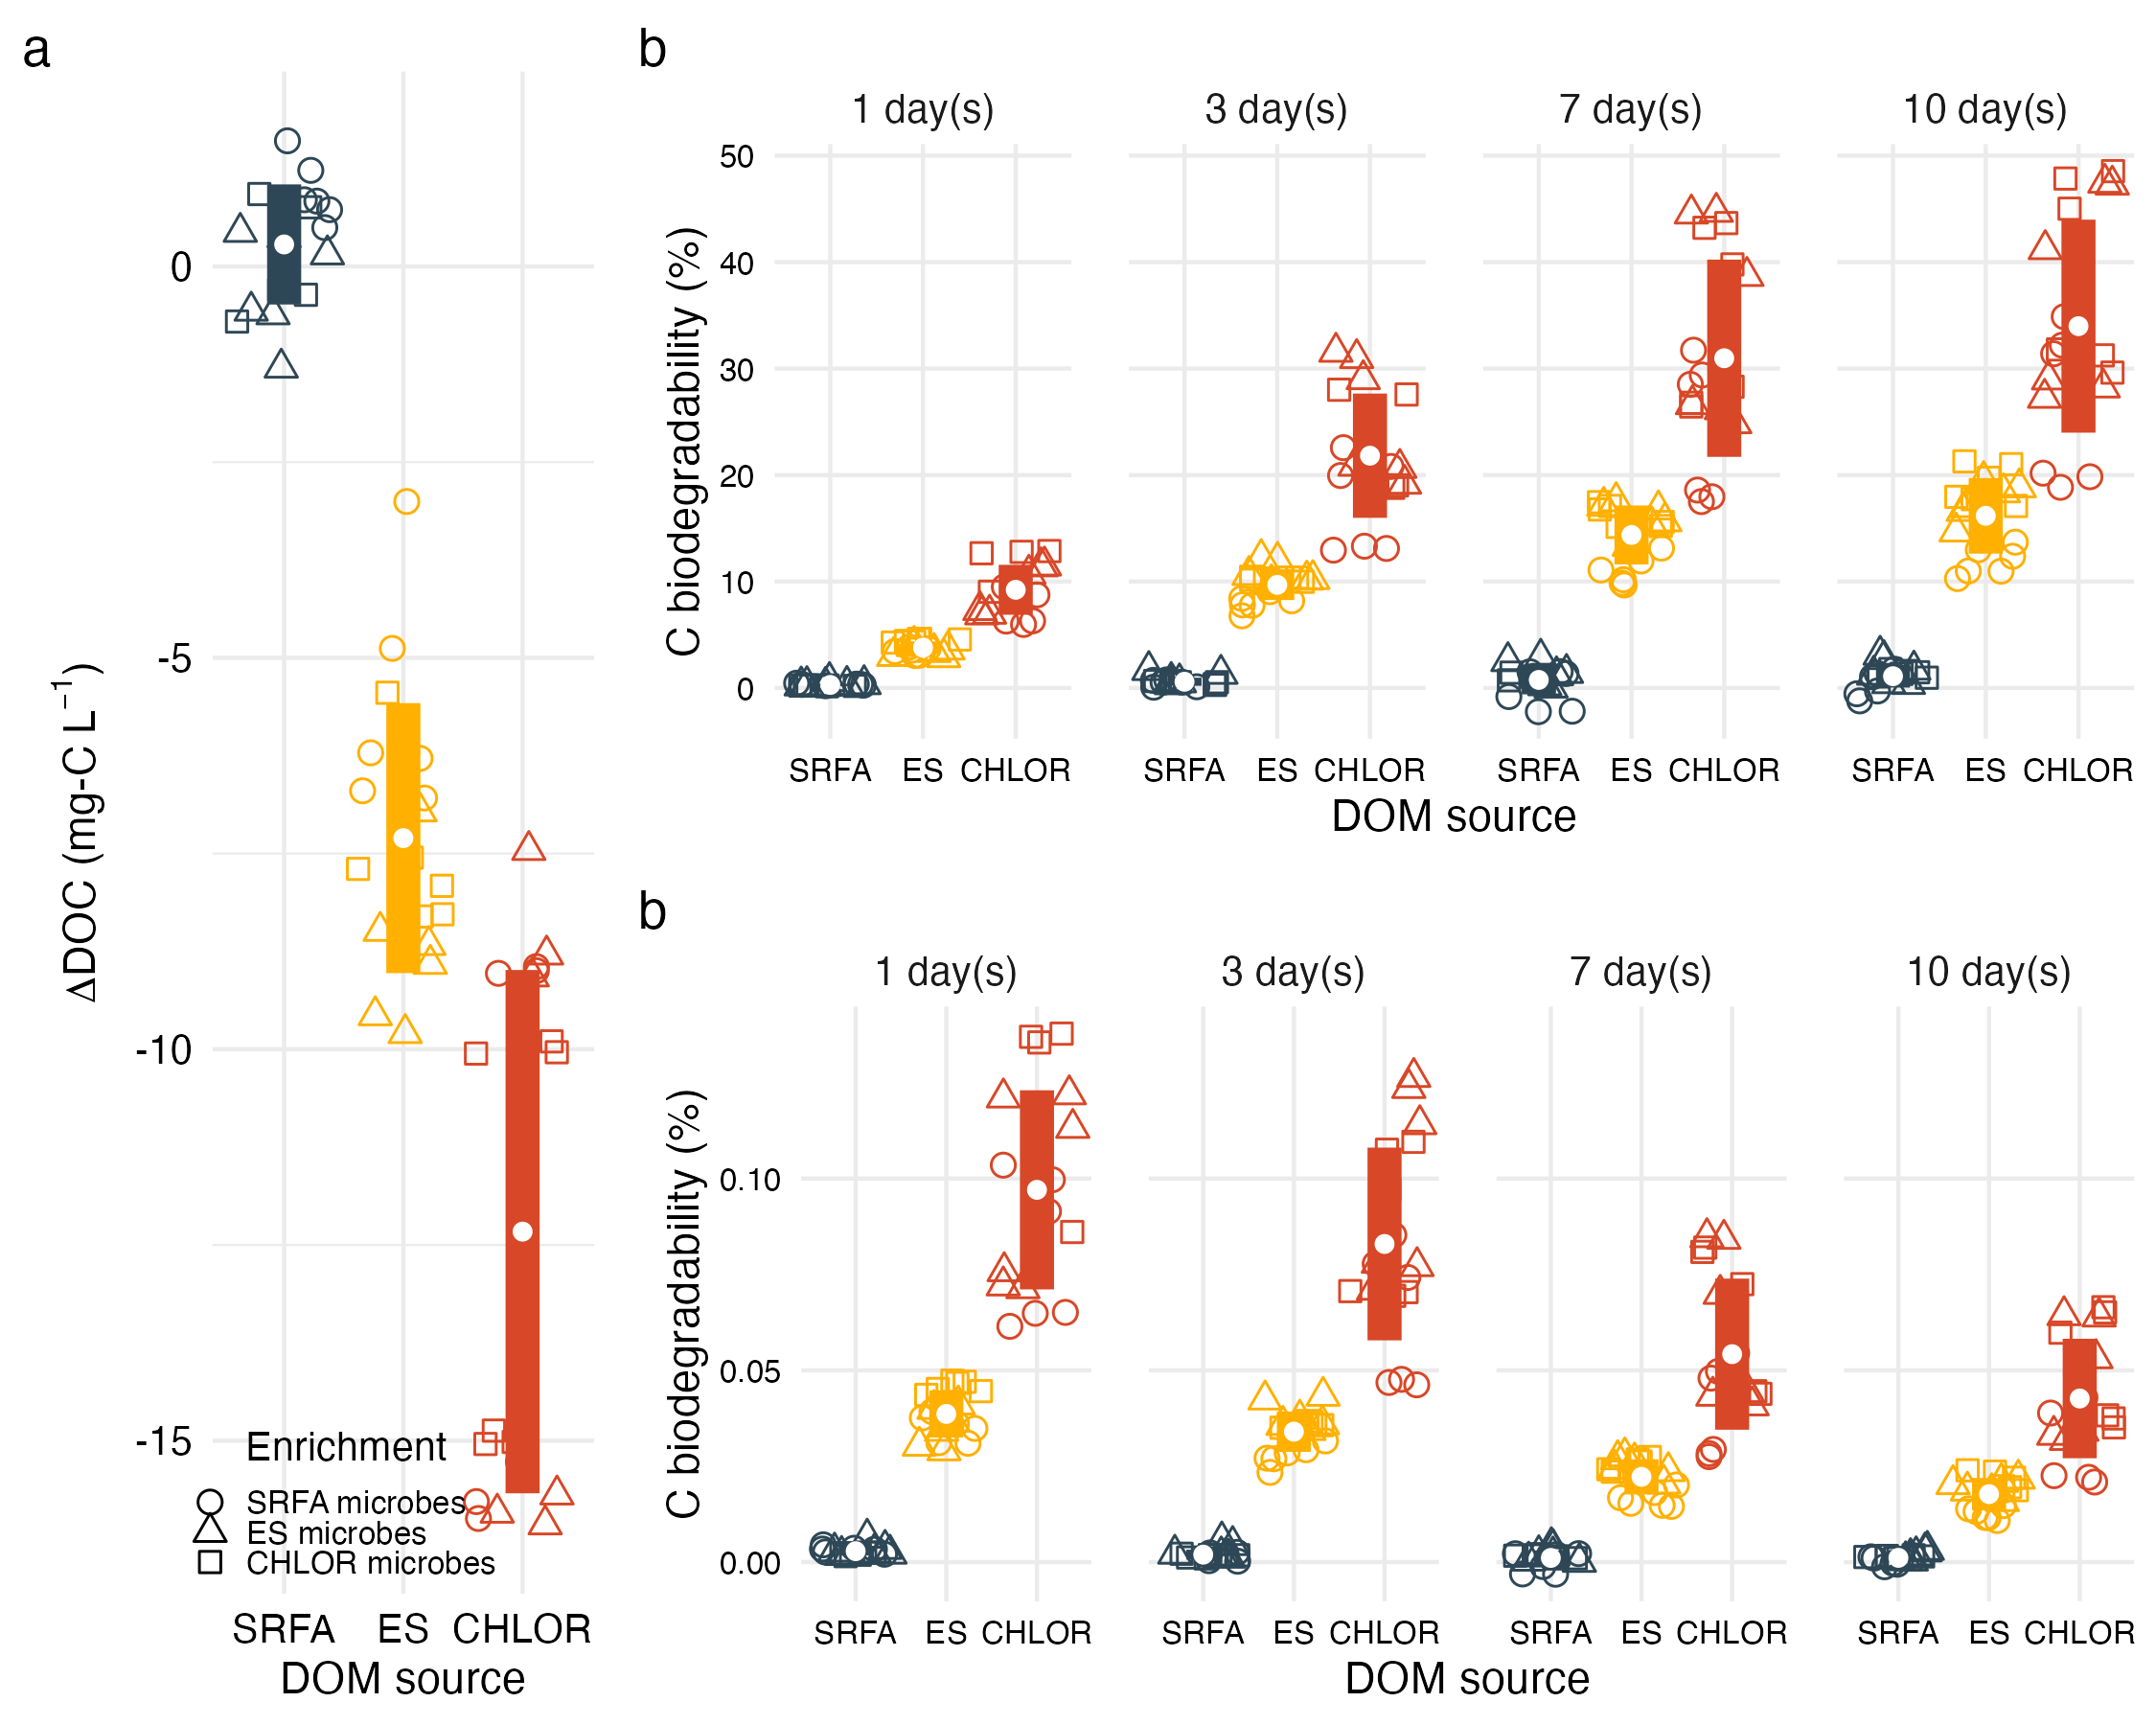 a
0
-5
-10
-15
ΔDOC (mg-C L⁻¹)
Enrichment
SRFA microbes
ES microbes
CHLOR microbes
SRFA ES CHLOR
DOM source
b
1 day(s) 3 day(s) 7 day(s) 10 day(s)
50
40
30
20
10
0
C biodegradability (%)
SRFA ES CHLOR SRFA ES CHLOR SRFA ES CHLOR SRFA ES CHLOR
DOM source
b
1 day(s) 3 day(s) 7 day(s) 10 day(s)
0.10
0.05
0.00
C biodegradability (%)
SRFA ES CHLOR SRFA ES CHLOR SRFA ES CHLOR SRFA ES CHLOR
DOM source